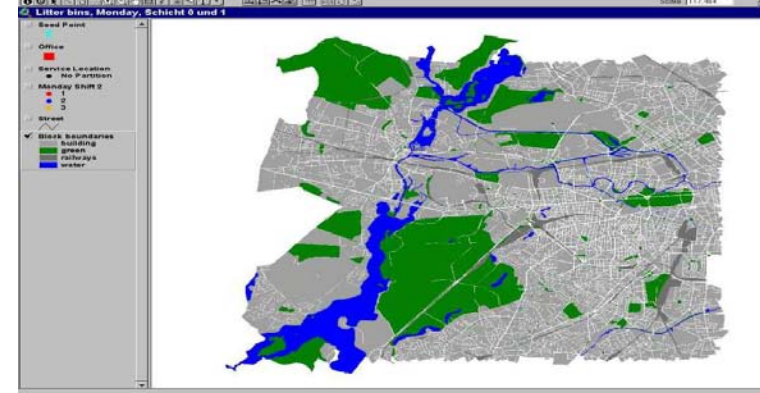 Litter bins, Monday, Schicht 0 und 1
Seed Point
Office
Service Location
No Partition
Monday Shift 2
1
2
3
Street
Block boundaries
building
green
railways
water